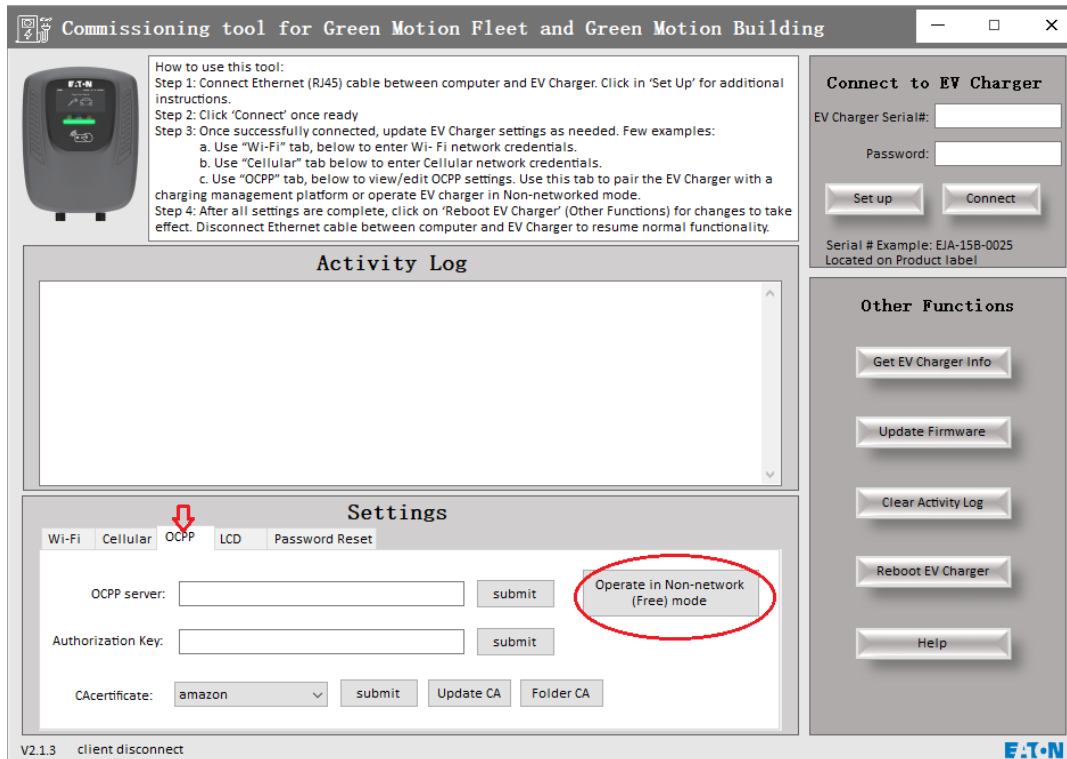 Commissioning tool for Green Motion Fleet and Green Motion Building
How to use this tool:
Step 1: Connect Ethernet (RJ45) cable between computer and EV Charger. Click in ‘Set Up’ for additional
instructions.
Step 2: Click ‘Connect’ once ready
Step 3: Once successfully connected, update EV Charger settings as needed. Few examples:
a. Use “Wi-Fi” tab, below to enter Wi- Fi network credentials.
b. Use “Cellular” tab below to enter Cellular network credentials.
c. Use “OCPP” tab, below to view/edit OCPP settings. Use this tab to pair the EV Charger with a
charging management platform or operate EV charger in Non-networked mode.
Step 4: After all settings are complete, click on ‘Reboot EV Charger’ (Other Functions) for changes to take
effect. Disconnect Ethernet cable between computer and EV Charger to resume normal functionality.
EATON
Connect to EV Charger
EV Charger Serial#:
Password:
Set up
Connect
Serial # Example: EJA-15B-0025
Located on Product label
Activity Log
Other Functions
Get EV Charger Info
Update Firmware
Clear Activity Log
Reboot EV Charger
Help
Settings
Wi-Fi Cellular OCPP LCD Password Reset
OCPP server:
submit
Operate in Non-network
(Free) mode
Authorization Key:
submit
CAcertificate:
amazon
submit
Update CA
Folder CA
V2.1.3 client disconnect
EATON